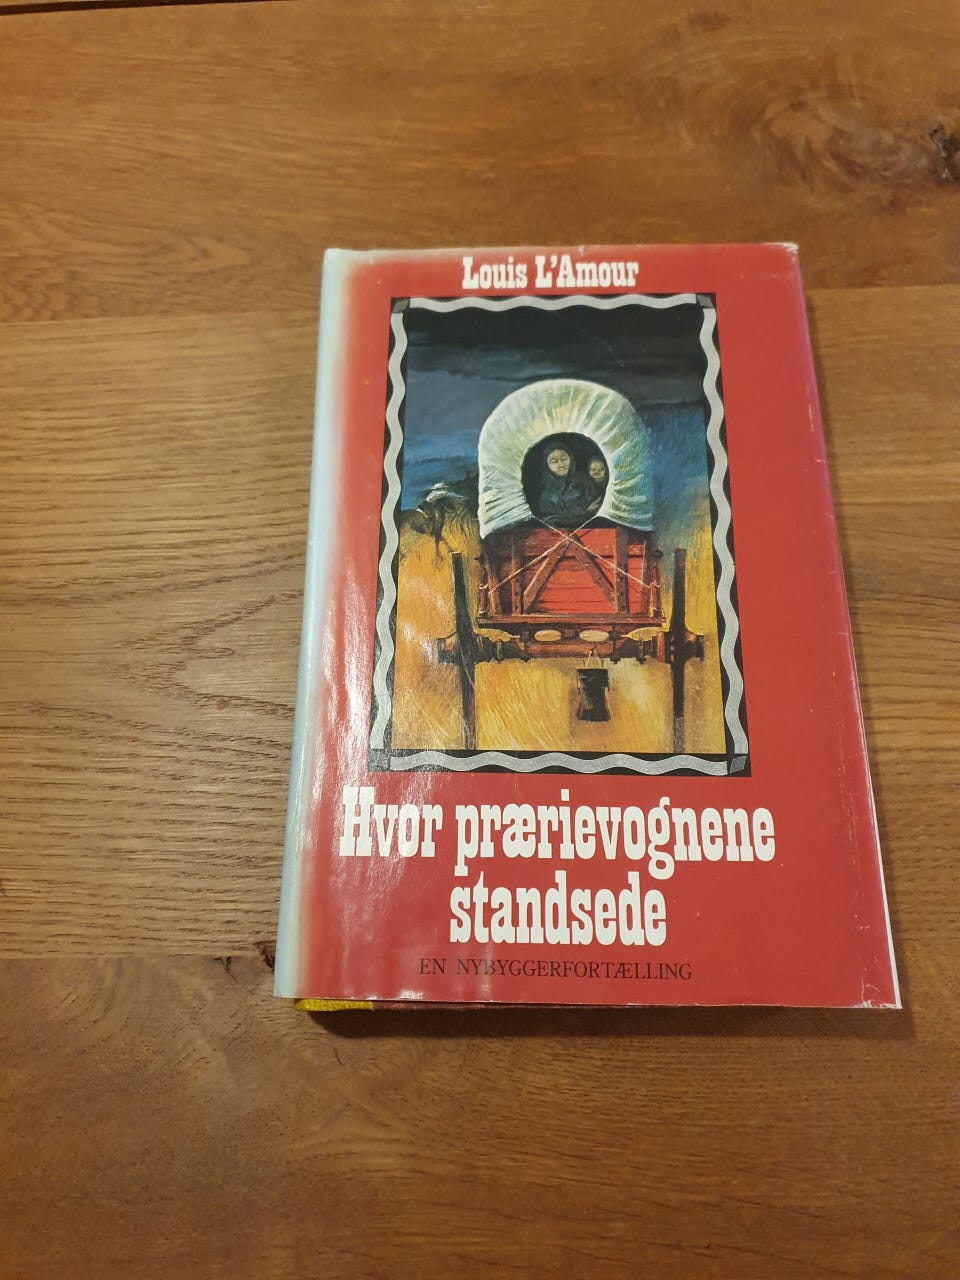 Louis L'Amour
Hvor prærievognene
standsede
EN NYBYGGERFORTÆLLING